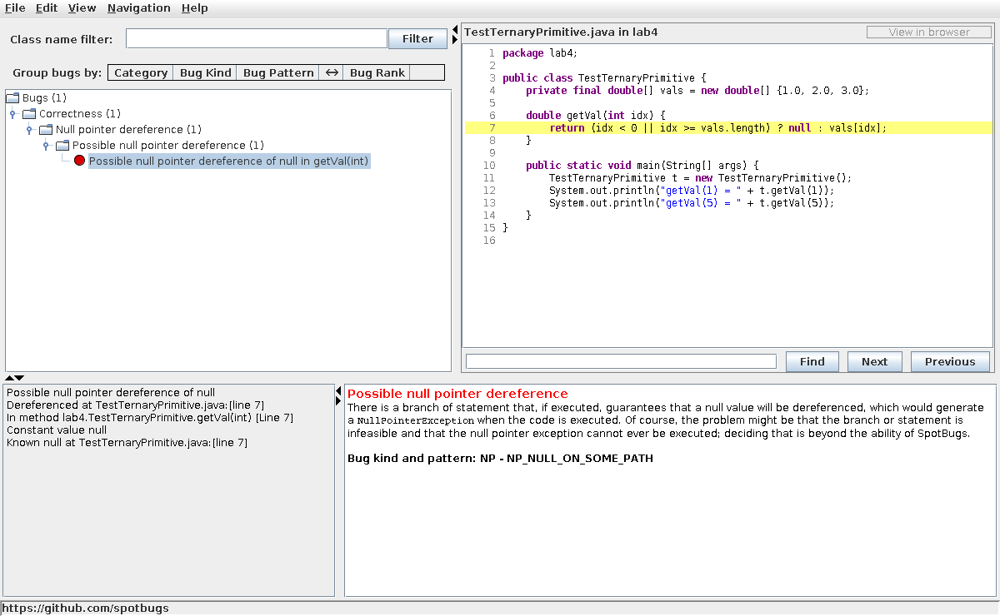 File Edit View Navigation Help
Class name filter: Filter
Group bugs by: Category Bug Kind Bug Pattern ↔ Bug Rank
Bugs (1)
Correctness (1)
Null pointer dereference (1)
Possible null pointer dereference (1)
Possible null pointer dereference of null in getVal(int)
TestTernaryPrimitive.java in lab4 View in browser
1 package lab4;
2
3 public class TestTernaryPrimitive {
4     private final double[] vals = new double[] {1.0, 2.0, 3.0};
5
6     double getVal(int idx) {
7         return (idx < 0 || idx >= vals.length) ? null : vals[idx];
8     }
9
10     public static void main(String[] args) {
11         TestTernaryPrimitive t = new TestTernaryPrimitive();
12         System.out.println("getVal(1) = " + t.getVal(1));
13         System.out.println("getVal(5) = " + t.getVal(5));
14     }
15 }
16
Find Next Previous
Possible null pointer dereference of null
Dereferenced at TestTernaryPrimitive.java:[line 7]
In method lab4.TestTernaryPrimitive.getVal(int) [Line 7]
Constant value null
Known null at TestTernaryPrimitive.java:[line 7]
Possible null pointer dereference
There is a branch of statement that, if executed, guarantees that a null value will be dereferenced, which would generate
a NullPointerException when the code is executed. Of course, the problem might be that the branch or statement is
infeasible and that the null pointer exception cannot ever be executed; deciding that is beyond the ability of SpotBugs.
Bug kind and pattern: NP - NP_NULL_ON_SOME_PATH
https://github.com/spotbugs